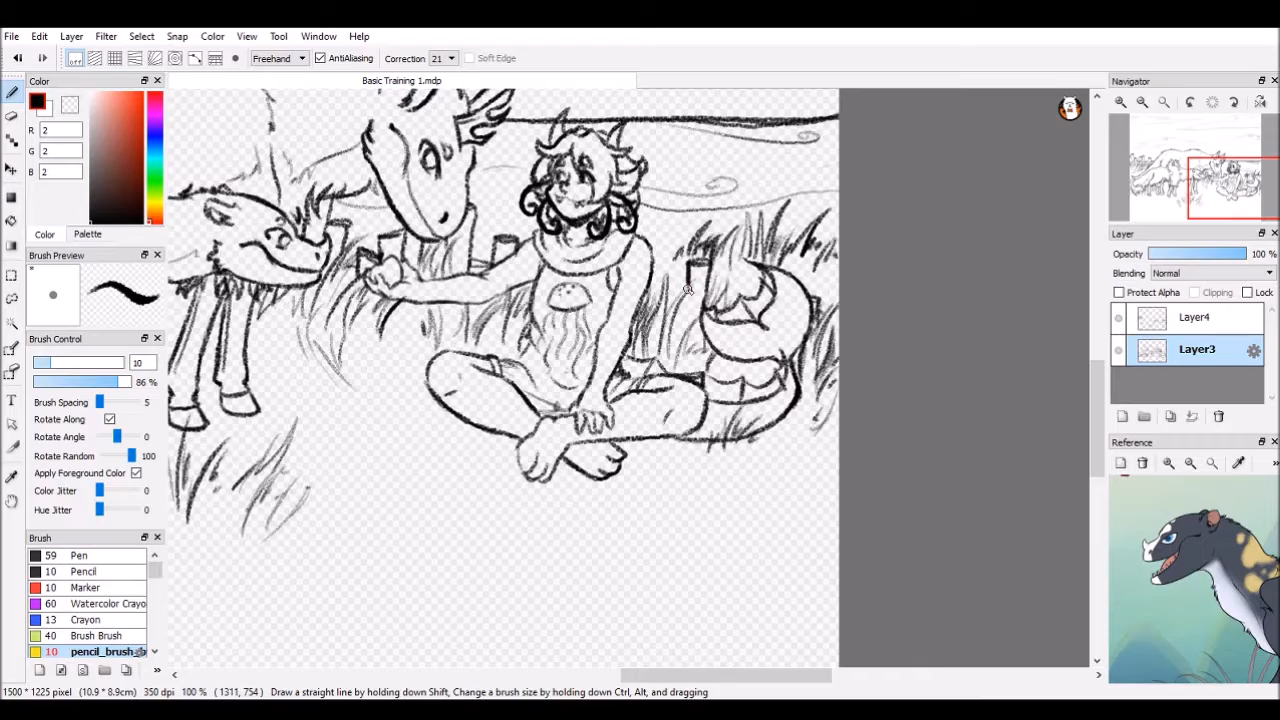 File Edit Layer Filter Select Snap Color View Tool Window Help
Freehand AntiAliasing Correction 21 Soft Edge
Color
Basic Training 1.mdp
Navigator
R 2
G 2
B 2
Color Palette
Layer
Opacity 100 %
Brush Preview
Blending Normal
Protect Alpha Clipping Lock
Layer4
Brush Control
Layer3
10
86 %
Brush Spacing 5
Rotate Along
Rotate Angle 0
Reference
Rotate Random 100
Apply Foreground Color
Color Jitter 0
Hue Jitter 0
Brush
59 Pen
10 Pencil
10 Marker
60 Watercolor Crayo
13 Crayon
40 Brush Brush
10 pencil_brush.b
1500 * 1225 pixel (10.9 * 8.9cm) 350 dpi 100 % ( 1311, 754 ) Draw a straight line by holding down Shift, Change a brush size by holding down Ctrl, Alt, and dragging